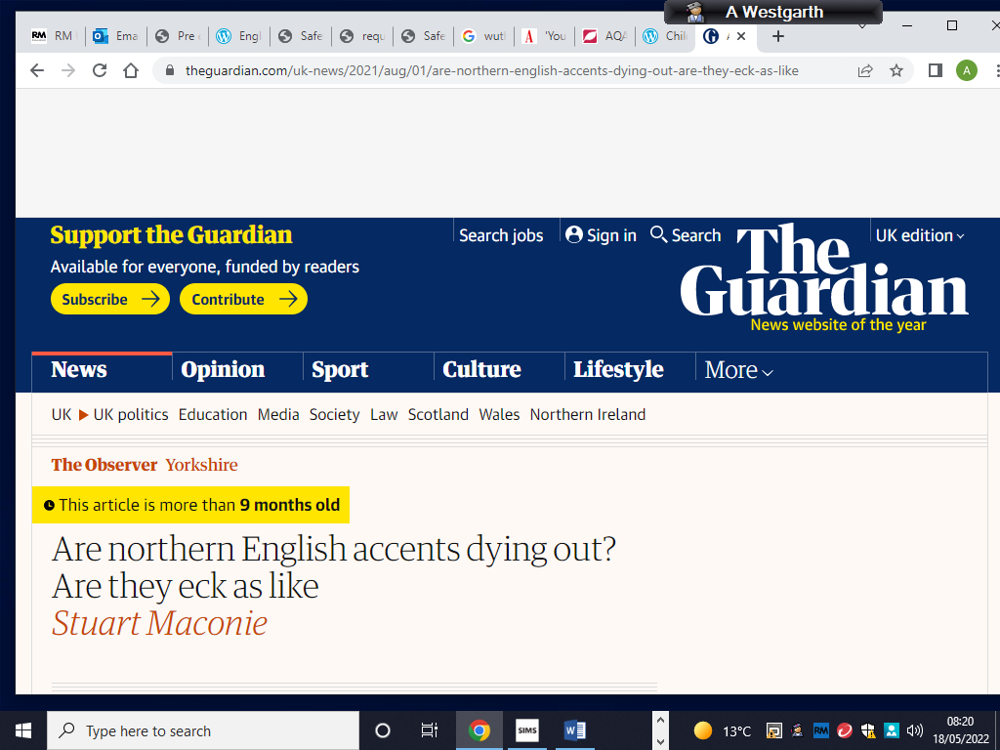 A Westgarth
RM RM Ema Pre Engl Safe requ Safe wut 'You AQA Chil
theguardian.com/uk-news/2021/aug/01/are-northern-english-accents-dying-out-are-they-eck-as-like
A
Support the Guardian
Search jobs Sign in Search UK edition
Available for everyone, funded by readers
Subscribe Contribute
The
Guardian
News website of the year
News Opinion Sport Culture Lifestyle More
UK UK politics Education Media Society Law Scotland Wales Northern Ireland
The Observer Yorkshire
This article is more than 9 months old
Are northern English accents dying out?
Are they eck as like
Stuart Maconie
Type here to search
SIMS
W
13°C
RM
08:20
18/05/2022